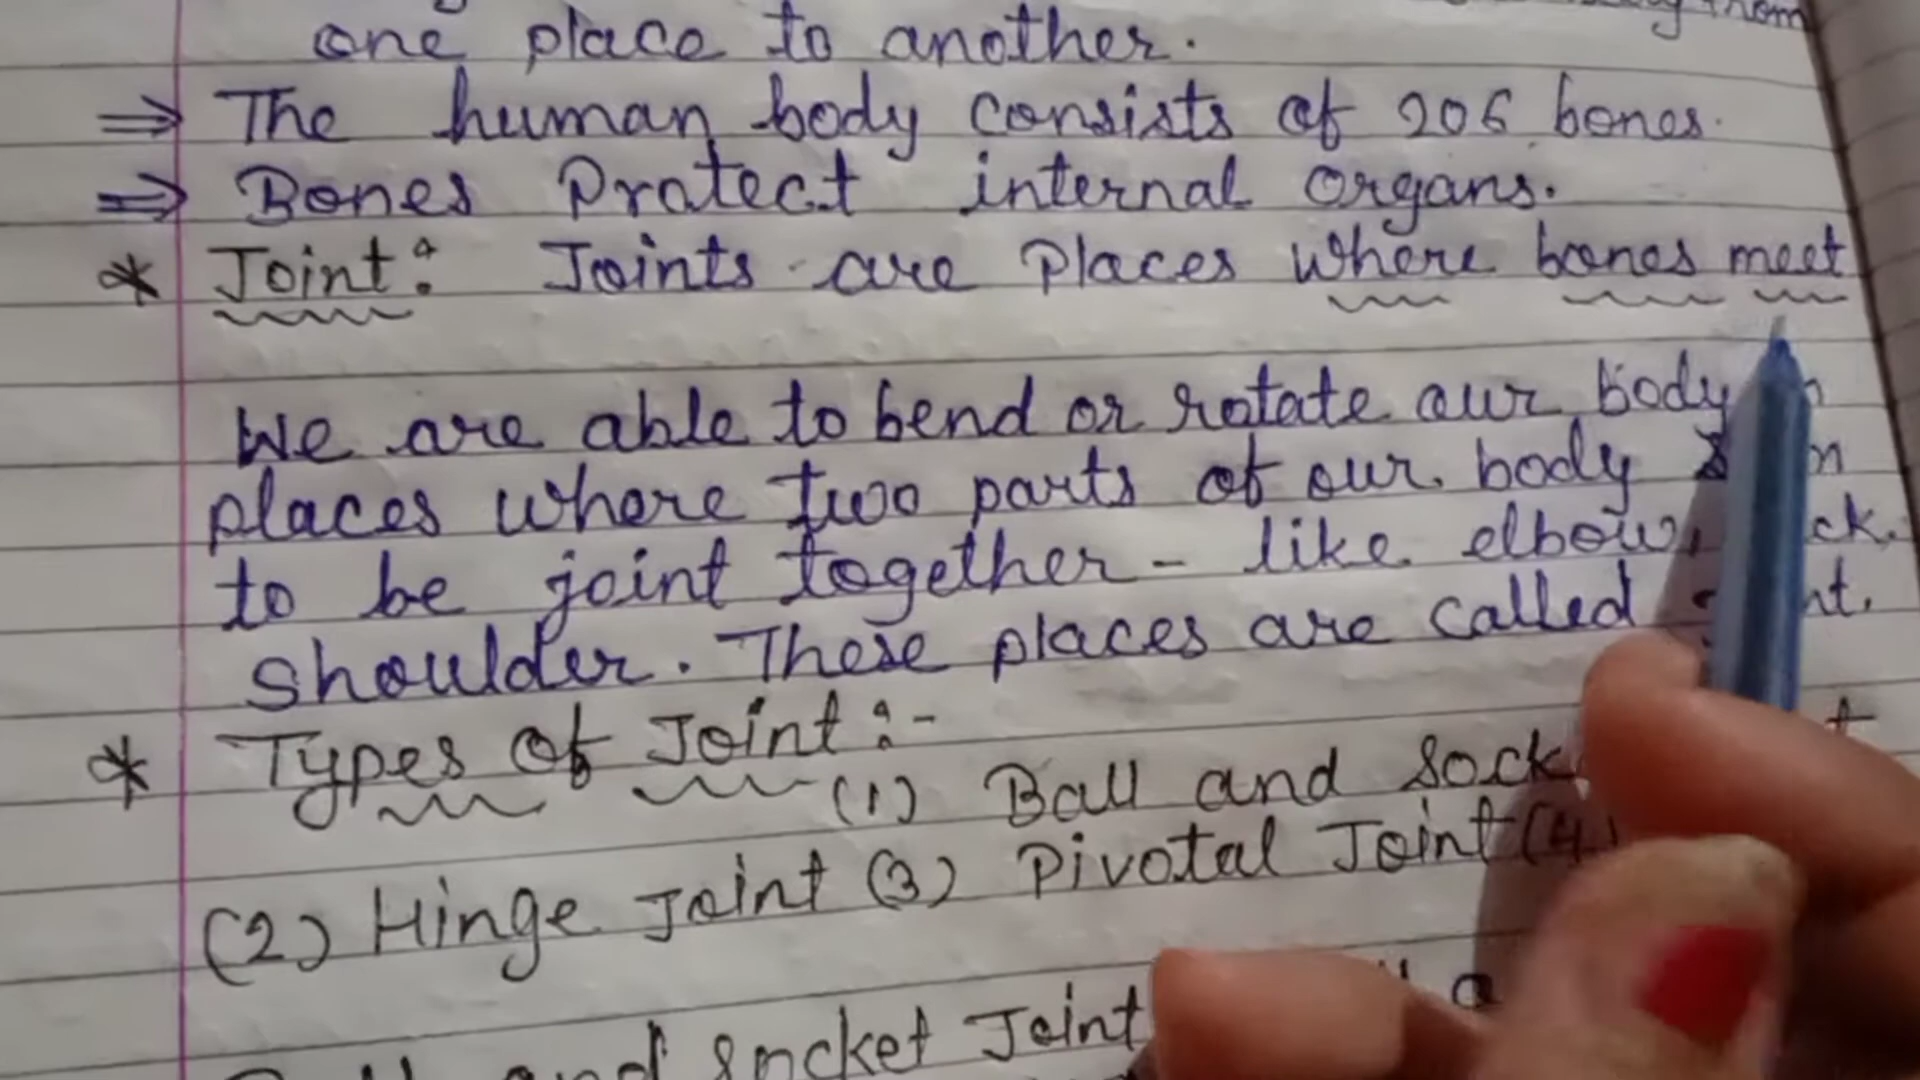 from
one place to another.
⇒ The human body consists of 206 bones.
⇒ Bones Protect internal organs.
* Joint: Joints are Places where bones meet
We are able to bend or rotate our body
places where two parts of our body
to be joint together - like elbow,
shoulder. These places are called
* Types of Joint :-
(1) Ball and
(2) Hinge Joint (3) Pivotal Joint (4)
and socket Joint